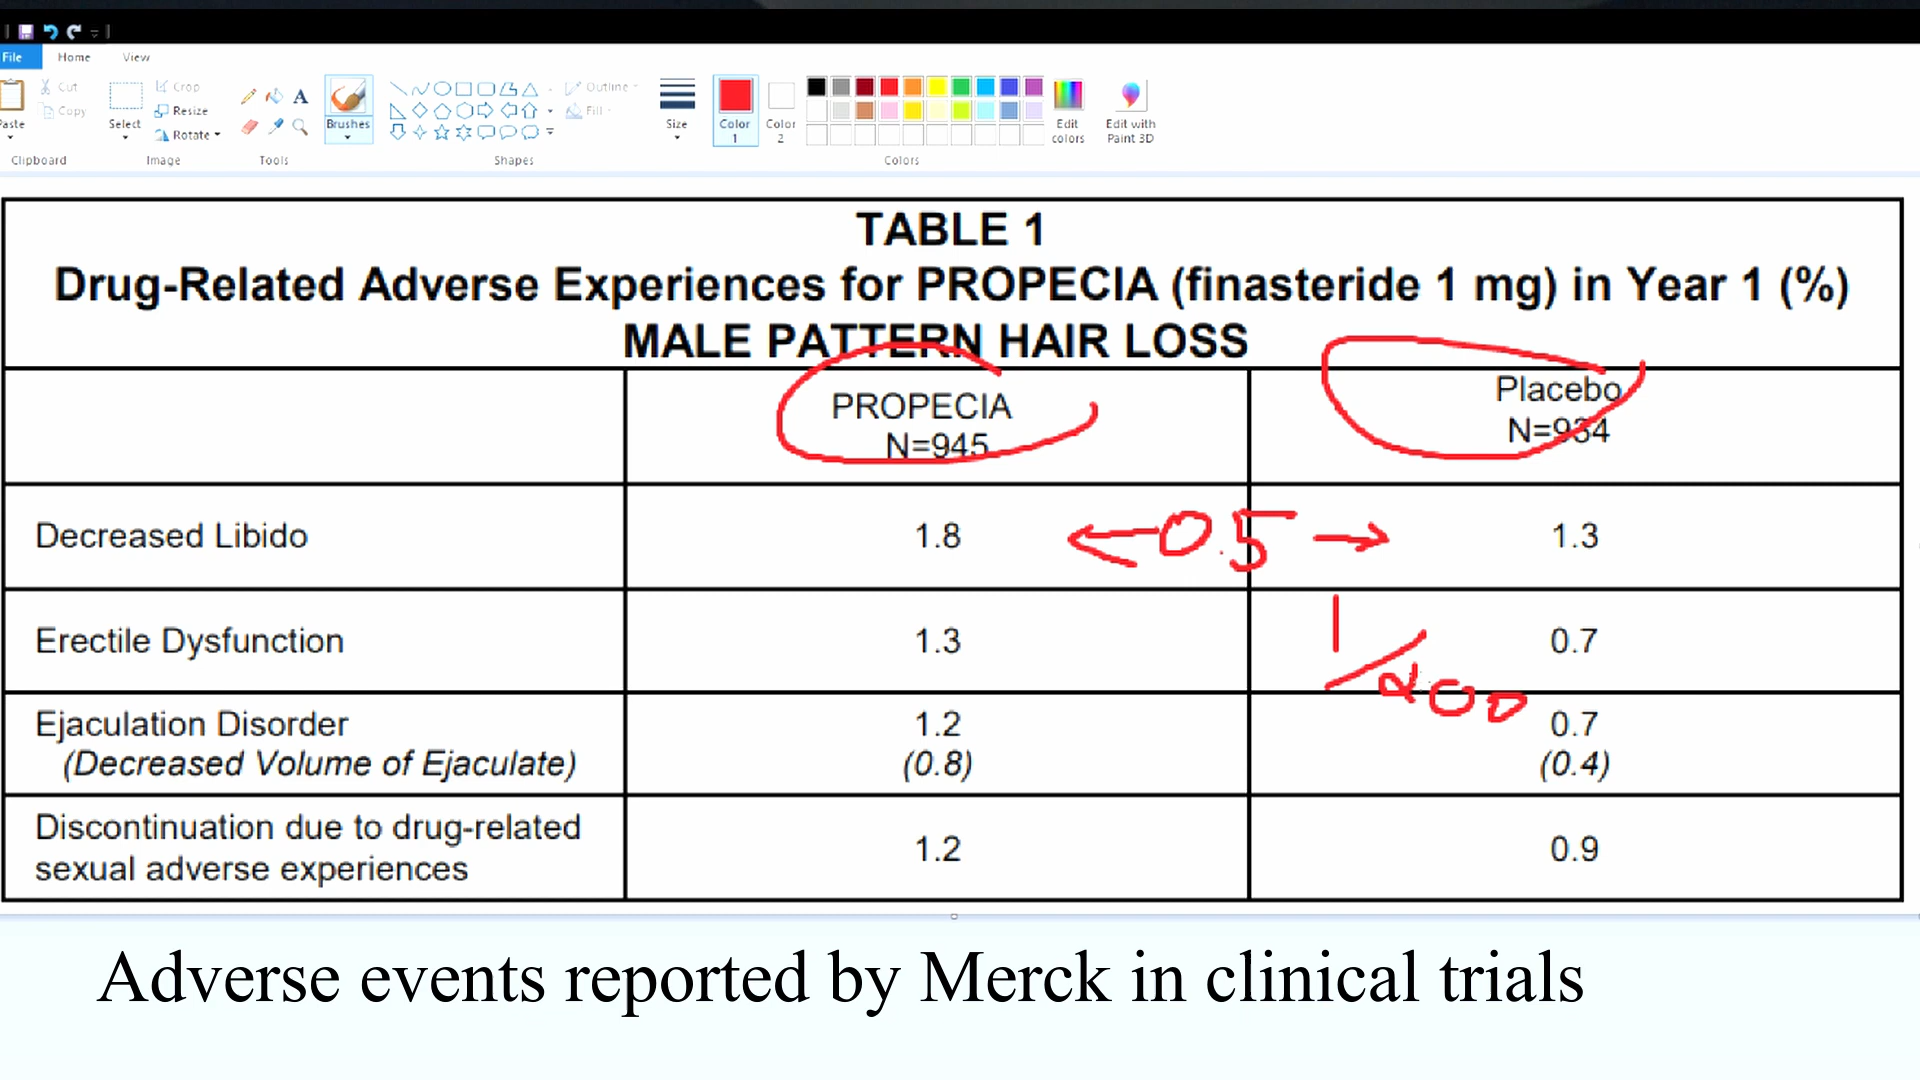 File Home View
Paste
Cut
Copy
Clipboard
Select
Crop
Resize
Rotate
Image
A
Tools
Brushes
Outline
Fill
Shapes
Size
Color 1
Color 2
Edit colors
Edit with Paint 3D
Colors
TABLE 1
Drug-Related Adverse Experiences for PROPECIA (finasteride 1 mg) in Year 1 (%)
MALE PATTERN HAIR LOSS
PROPECIA Placebo
N=945 N=934
Decreased Libido 1.8 0.5 1.3
Erectile Dysfunction 1.3 0.7
1/200
Ejaculation Disorder 1.2 0.7
(Decreased Volume of Ejaculate) (0.8) (0.4)
Discontinuation due to drug-related
sexual adverse experiences 1.2 0.9
Adverse events reported by Merck in clinical trials